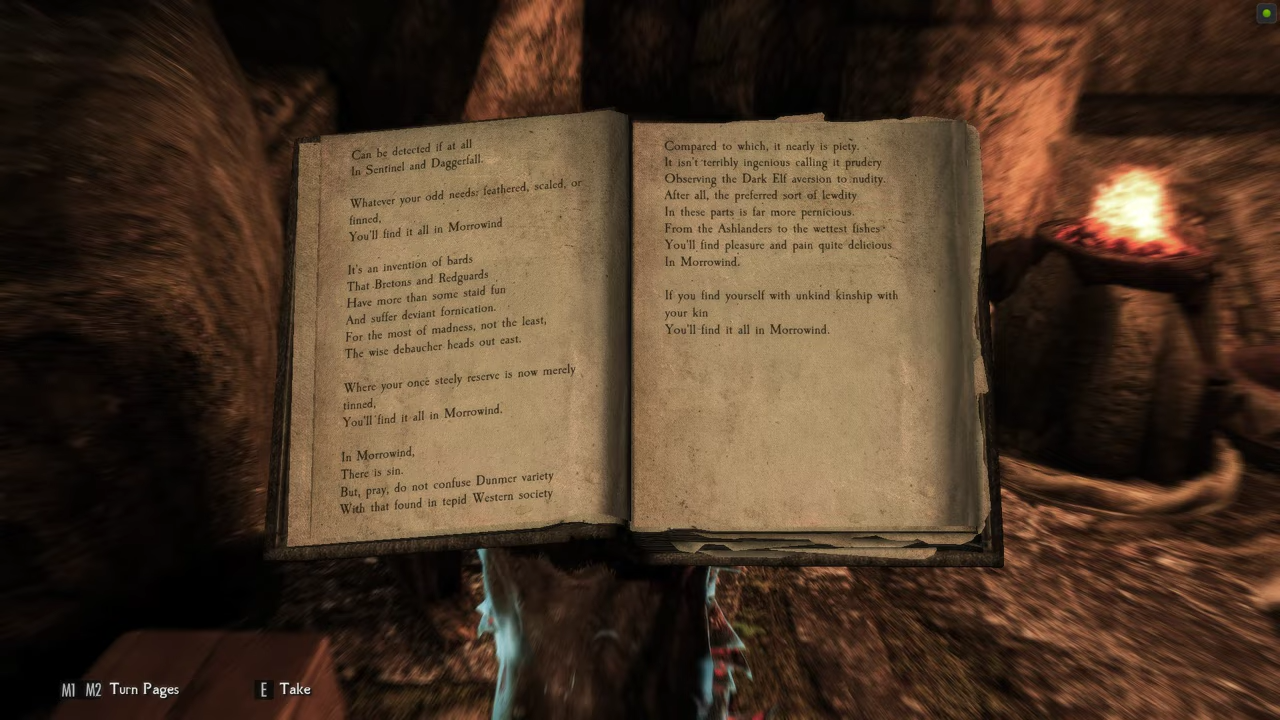 Can be detected if at all
In Sentinel and Daggerfall.
Whatever your odd needs: feathered, scaled, or
finned,
You'll find it all in Morrowind
It's an invention of bards
That Bretons and Redguards
Have more than some staid fun
And suffer deviant fornication.
For the most of madness, not the least,
The wise debaucher heads out east.
Where your once steely reserve is now merely
tinned,
You'll find it all in Morrowind.
In Morrowind,
There is sin.
But, pray, do not confuse Dunmer variety
With that found in tepid Western society
Compared to which, it nearly is piety.
It isn't terribly ingenious calling it prudery
Observing the Dark Elf aversion to nudity.
After all, the preferred sort of lewdity
In these parts is far more pernicious.
From the Ashlanders to the wettest fishes
You'll find pleasure and pain quite delicious
In Morrowind.
If you find yourself with unkind kinship with
your kin
You'll find it all in Morrowind.
M1 M2 Turn Pages
E Take